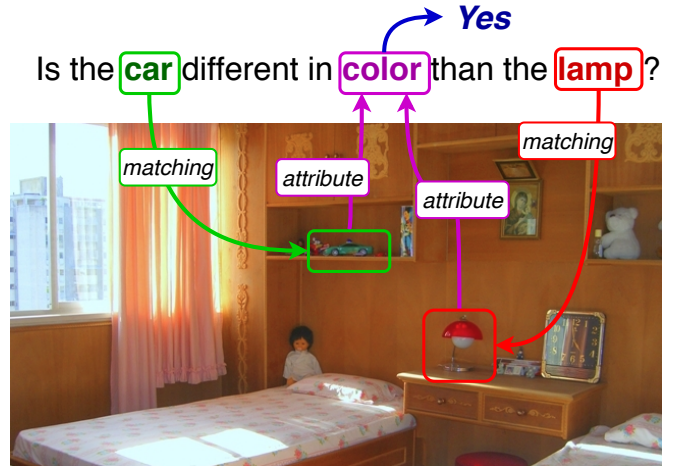 Yes
Is the car different in color than the lamp ?
matching
matching
attribute
attribute